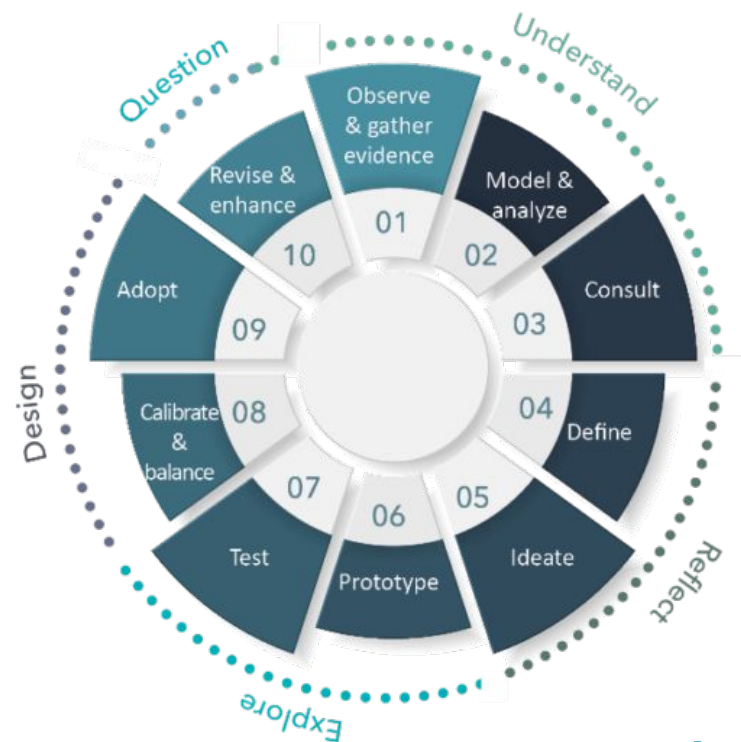 Question
Understand
Observe
& gather
evidence
01
Model &
analyze
02
Consult
03
Define
04
Ideate
05
Prototype
06
Test
07
Calibrate
&
balance
08
Adopt
09
Revise &
enhance
10
Reflect
Explore
Design